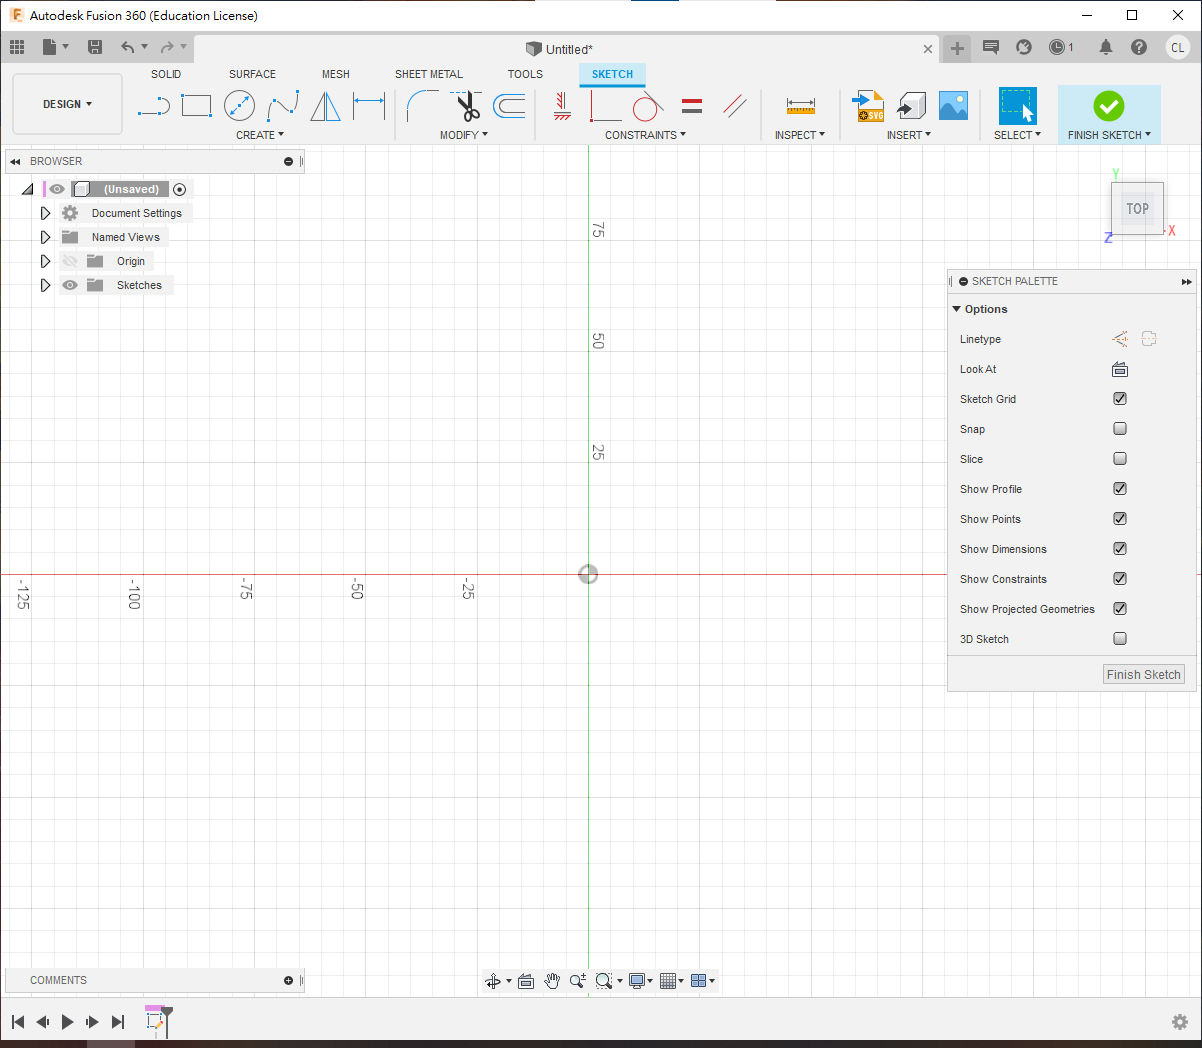 Autodesk Fusion 360 (Education License)
Untitled*
1
CL
DESIGN
SOLID
SURFACE
MESH
SHEET METAL
TOOLS
SKETCH
CREATE
MODIFY
CONSTRAINTS
INSPECT
SVG
INSERT
SELECT
FINISH SKETCH
BROWSER
(Unsaved)
Document Settings
Named Views
Origin
Sketches
75
50
25
-125
-100
-75
-50
-25
Y
TOP
Z
X
SKETCH PALETTE
Options
Linetype
Look At
Sketch Grid
Snap
Slice
Show Profile
Show Points
Show Dimensions
Show Constraints
Show Projected Geometries
3D Sketch
Finish Sketch
COMMENTS